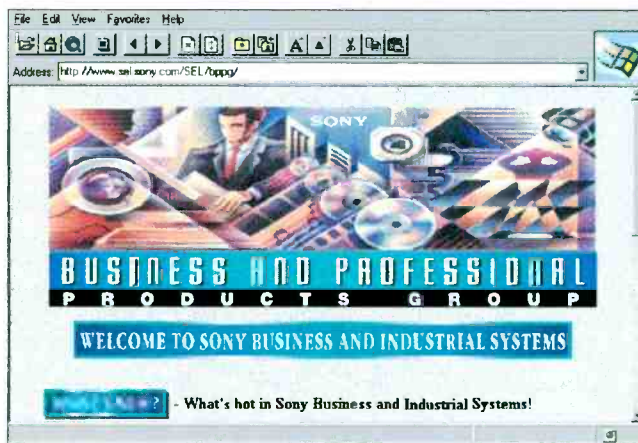 File Edit View Favorites Help
Address: http://www.sel.sony.com/SEL/bppg/
SONY
BUSINESS AND PROFESSIONAL
PRODUCTS GROUP
WELCOME TO SONY BUSINESS AND INDUSTRIAL SYSTEMS
? - What's hot in Sony Business and Industrial Systems!